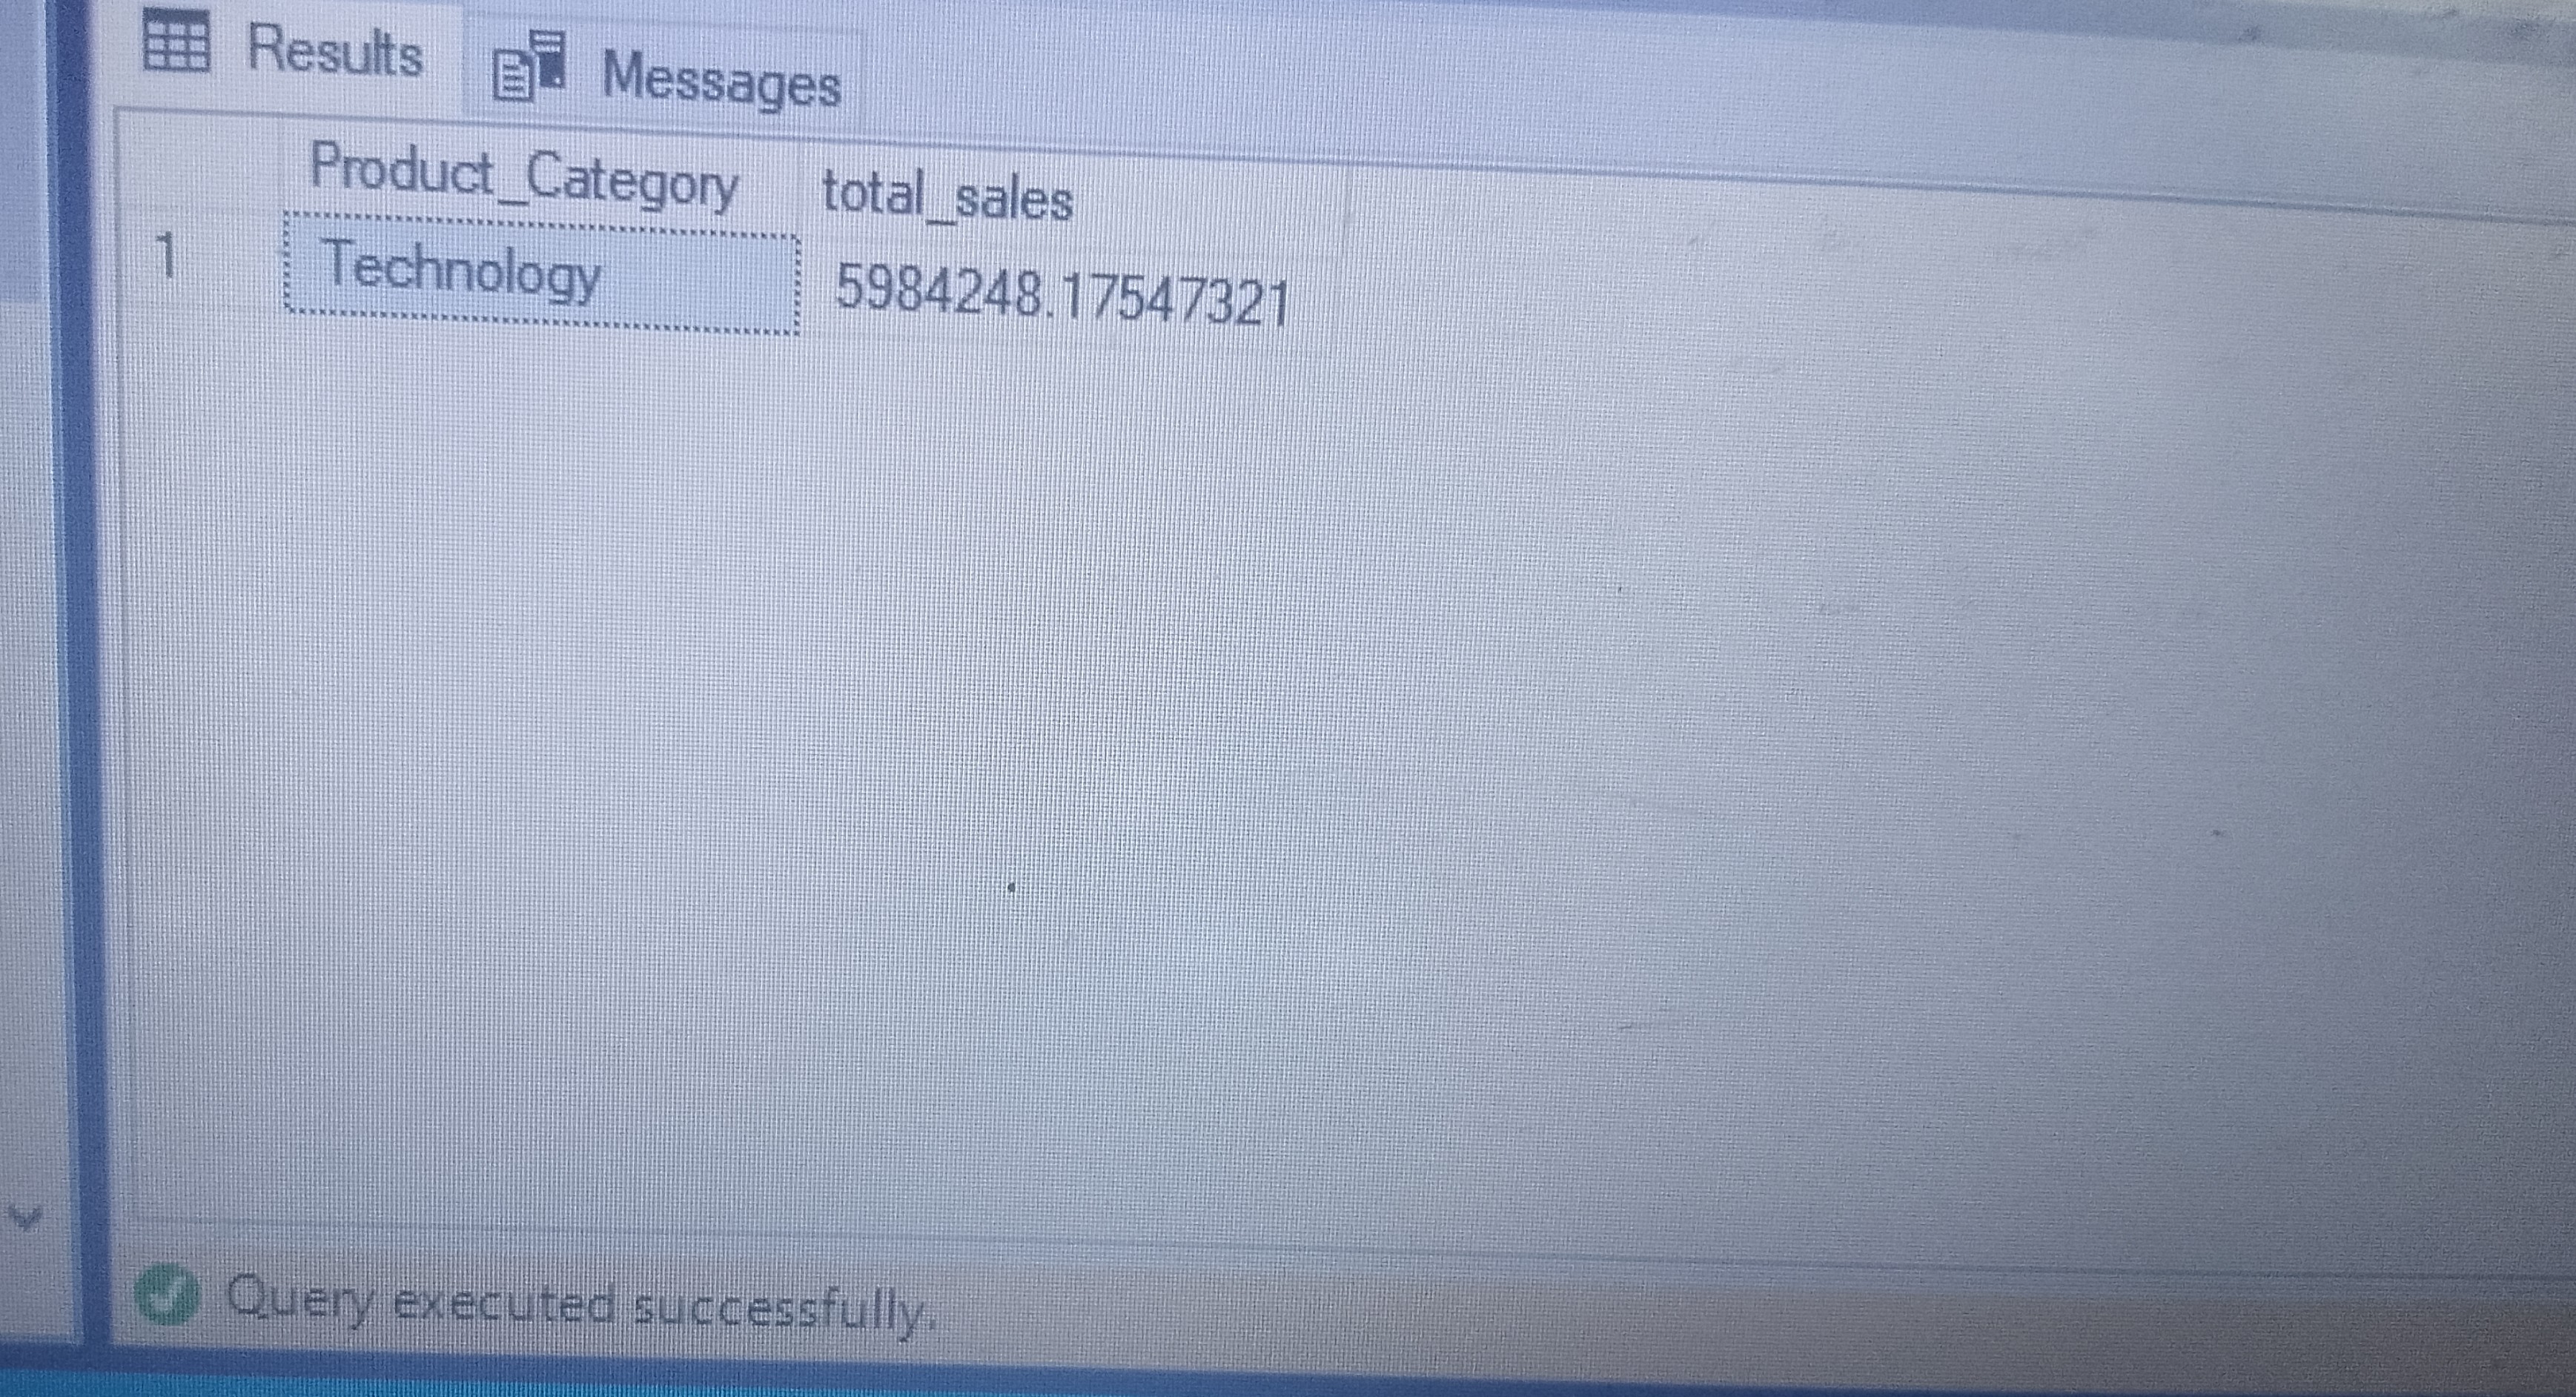 Results Messages
Product_Category total_sales
1 Technology 5984248.17547321
Query executed successfully.